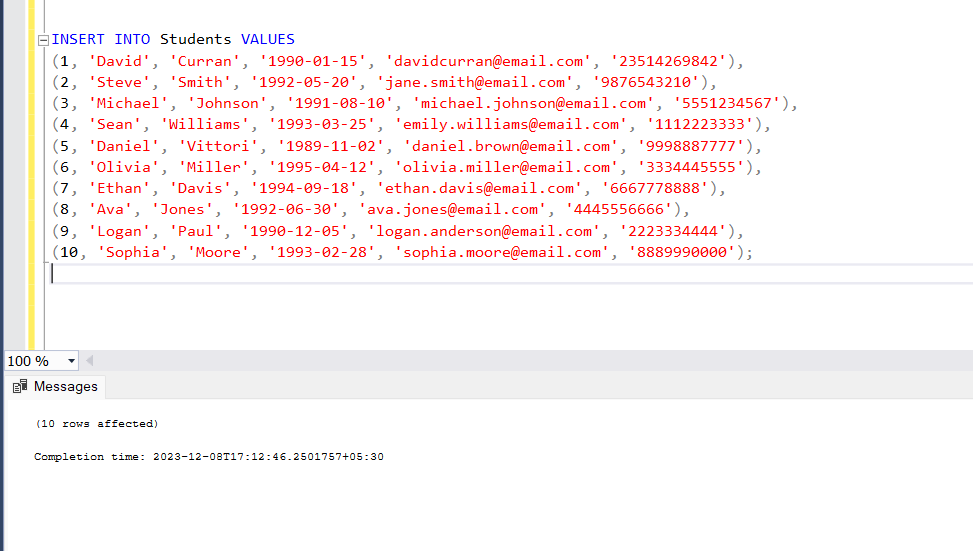 INSERT INTO Students VALUES
(1, 'David', 'Curran', '1990-01-15', 'davidcurran@email.com', '23514269842'),
(2, 'Steve', 'Smith', '1992-05-20', 'jane.smith@email.com', '9876543210'),
(3, 'Michael', 'Johnson', '1991-08-10', 'michael.johnson@email.com', '5551234567'),
(4, 'Sean', 'Williams', '1993-03-25', 'emily.williams@email.com', '1112223333'),
(5, 'Daniel', 'Vittori', '1989-11-02', 'daniel.brown@email.com', '9998887777'),
(6, 'Olivia', 'Miller', '1995-04-12', 'olivia.miller@email.com', '3334445555'),
(7, 'Ethan', 'Davis', '1994-09-18', 'ethan.davis@email.com', '6667778888'),
(8, 'Ava', 'Jones', '1992-06-30', 'ava.jones@email.com', '4445556666'),
(9, 'Logan', 'Paul', '1990-12-05', 'logan.anderson@email.com', '2223334444'),
(10, 'Sophia', 'Moore', '1993-02-28', 'sophia.moore@email.com', '8889990000');
100 %
Messages
(10 rows affected)
Completion time: 2023-12-08T17:12:46.2501757+05:30